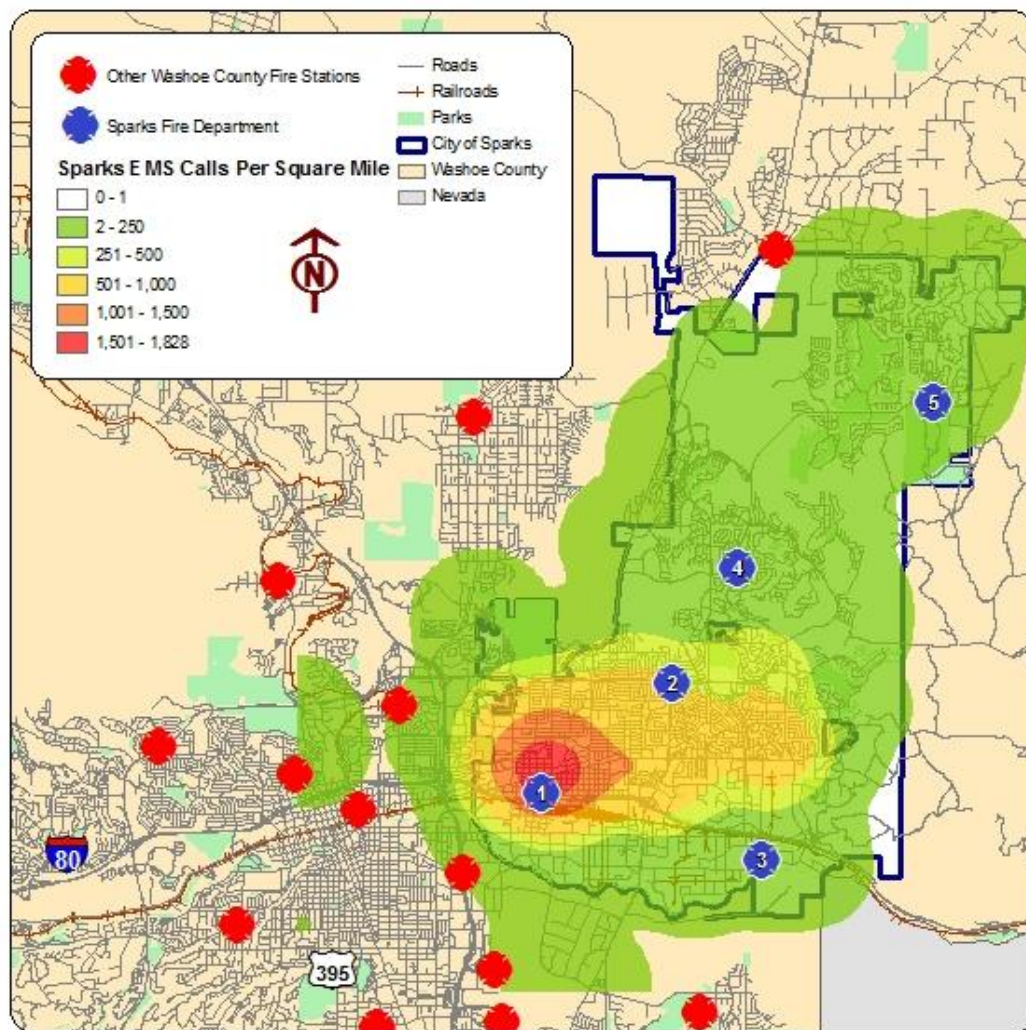 Other Washoe County Fire Stations
Sparks Fire Department
Sparks EMS Calls Per Square Mile
0 - 1
2 - 250
251 - 500
501 - 1,000
1,001 - 1,500
1,501 - 1,828
Roads
Railroads
Parks
City of Sparks
Washoe County
Nevada
N
5
4
2
1
3
80
395